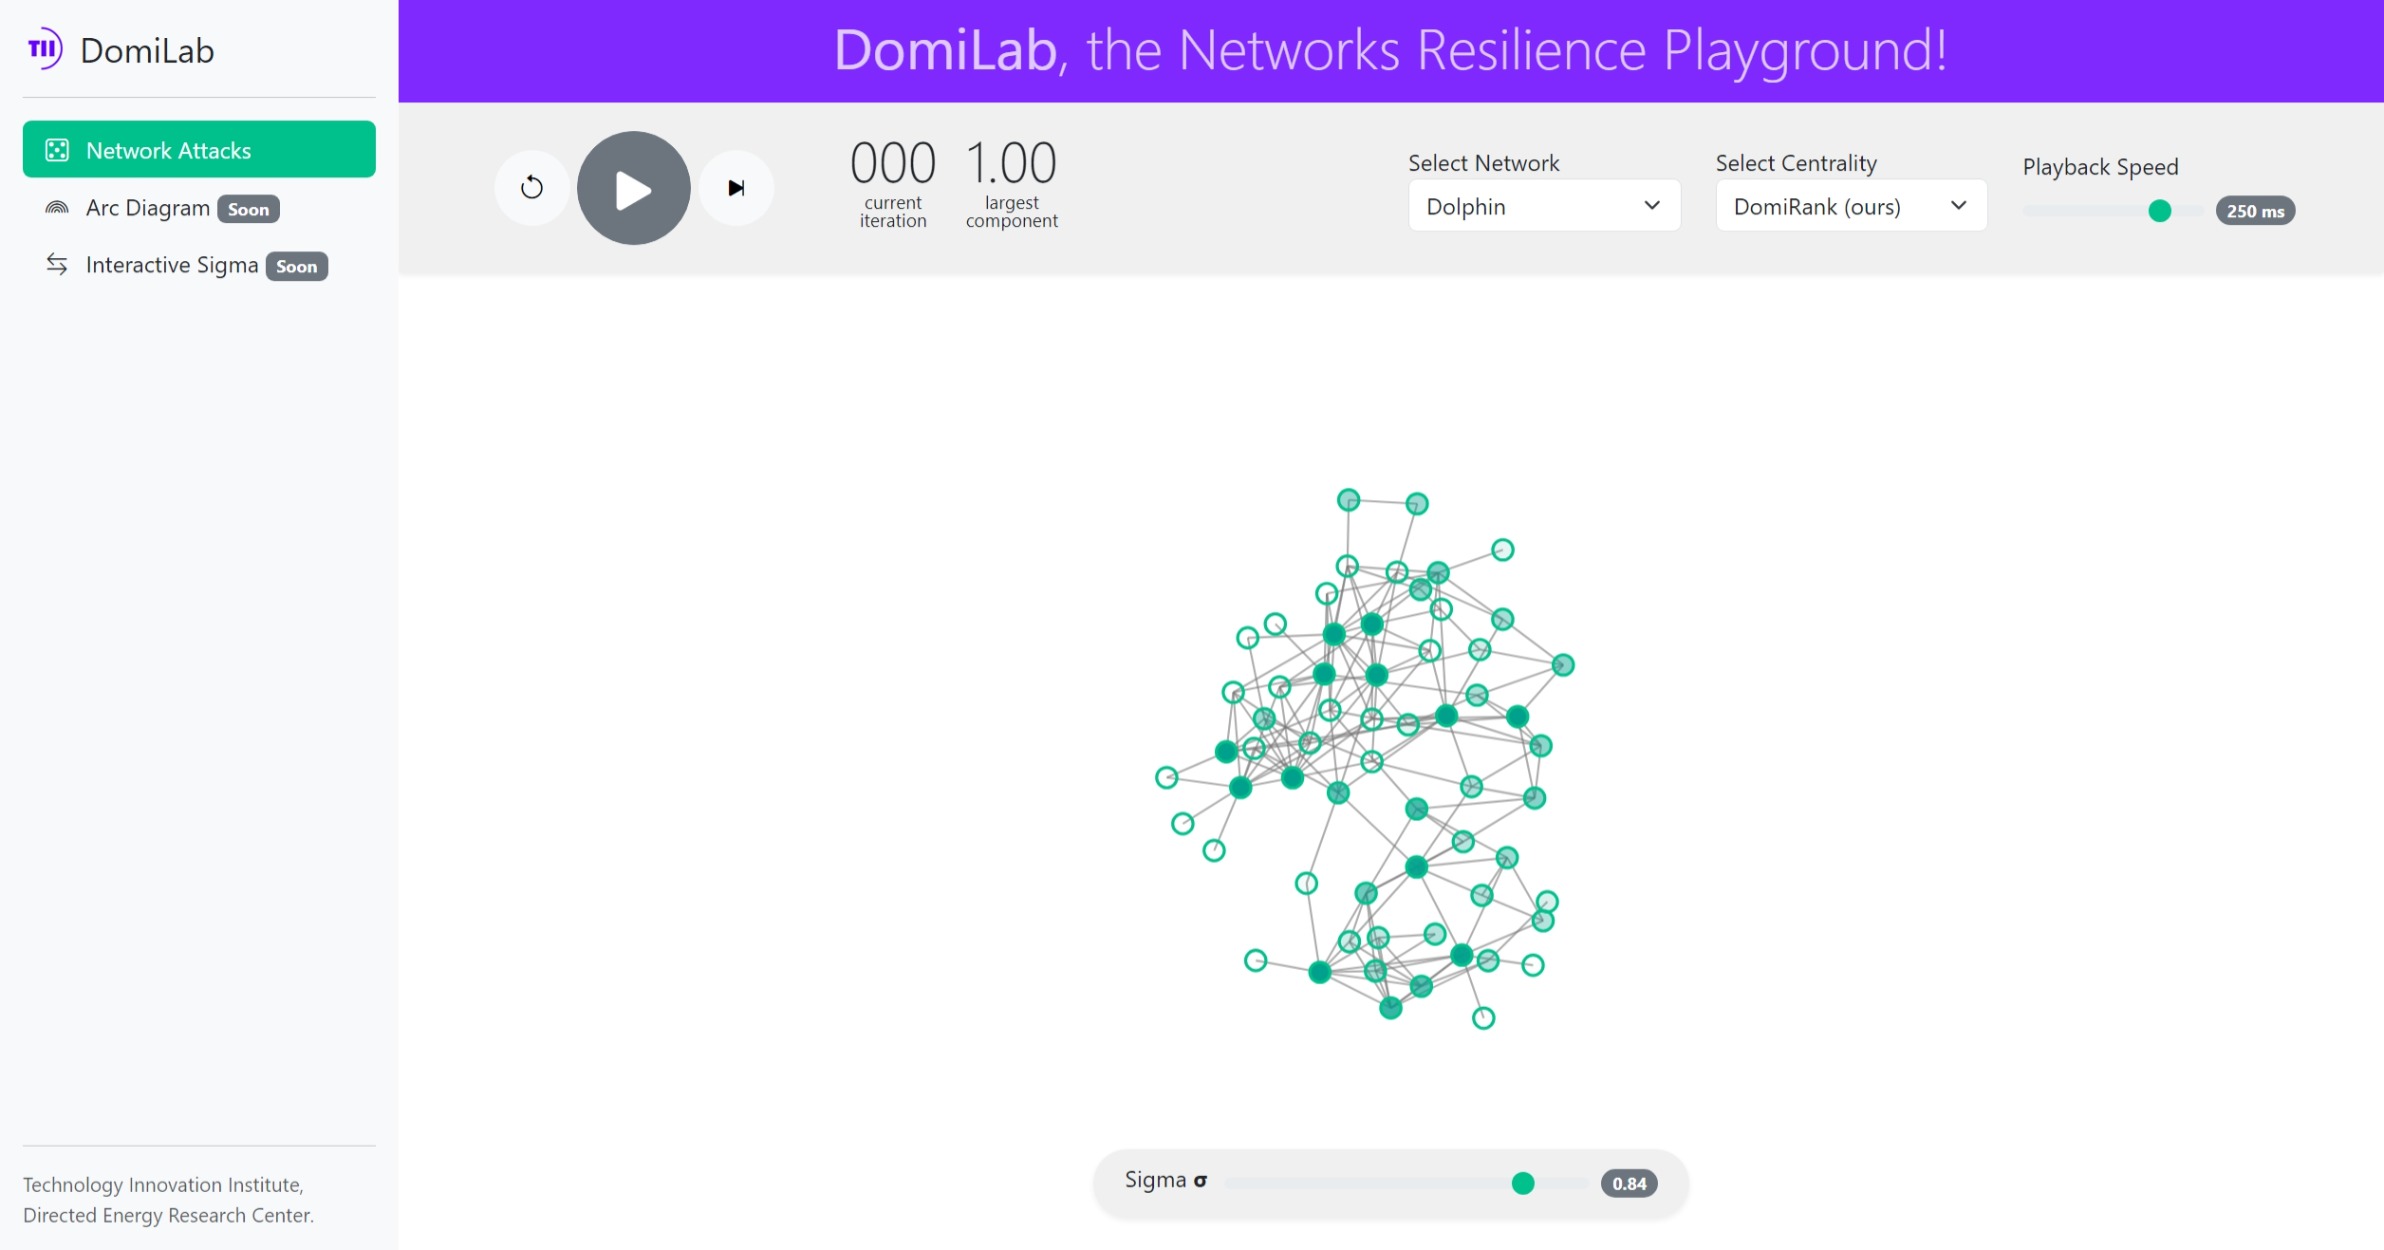 TII DomiLab
Network Attacks
Arc Diagram Soon
Interactive Sigma Soon
Technology Innovation Institute,
Directed Energy Research Center.
DomiLab, the Networks Resilience Playground!
000 1.00
current iteration
largest component
Select Network
Dolphin
Select Centrality
DomiRank (ours)
Playback Speed
250 ms
Sigma σ 0.84